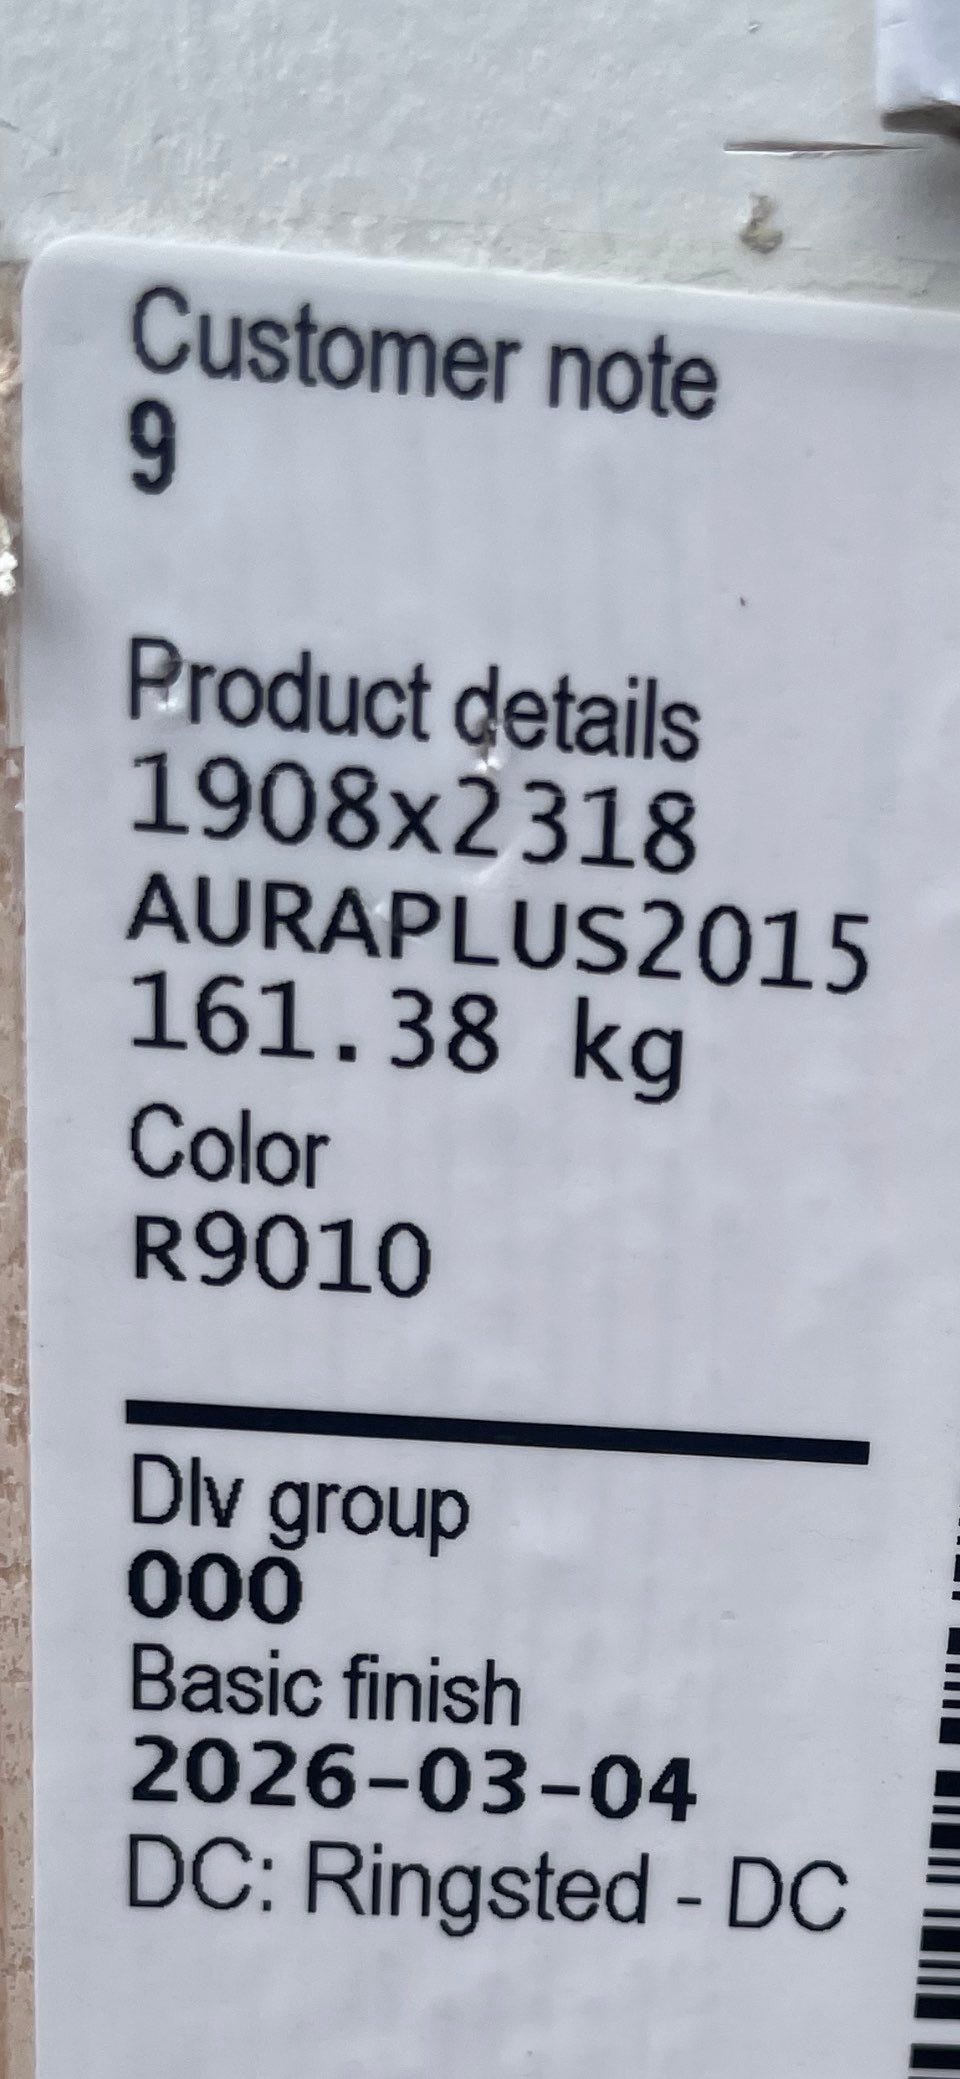 Customer note
9
Product details
1908x2318
AURAPLUS2015
161.38 kg
Color
R9010
Dlv group
000
Basic finish
2026-03-04
DC: Ringsted - DC